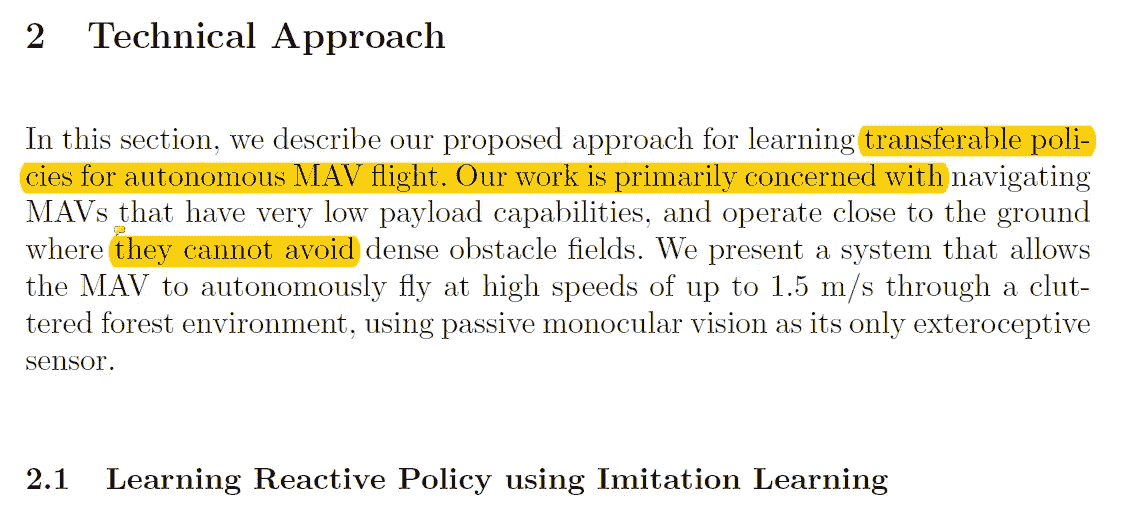 2 Technical Approach
In this section, we describe our proposed approach for learning transferable poli-
cies for autonomous MAV flight. Our work is primarily concerned with navigating
MAVs that have very low payload capabilities, and operate close to the ground
where they cannot avoid dense obstacle fields. We present a system that allows
the MAV to autonomously fly at high speeds of up to 1.5 m/s through a clut-
tered forest environment, using passive monocular vision as its only exteroceptive
sensor.
2.1 Learning Reactive Policy using Imitation Learning